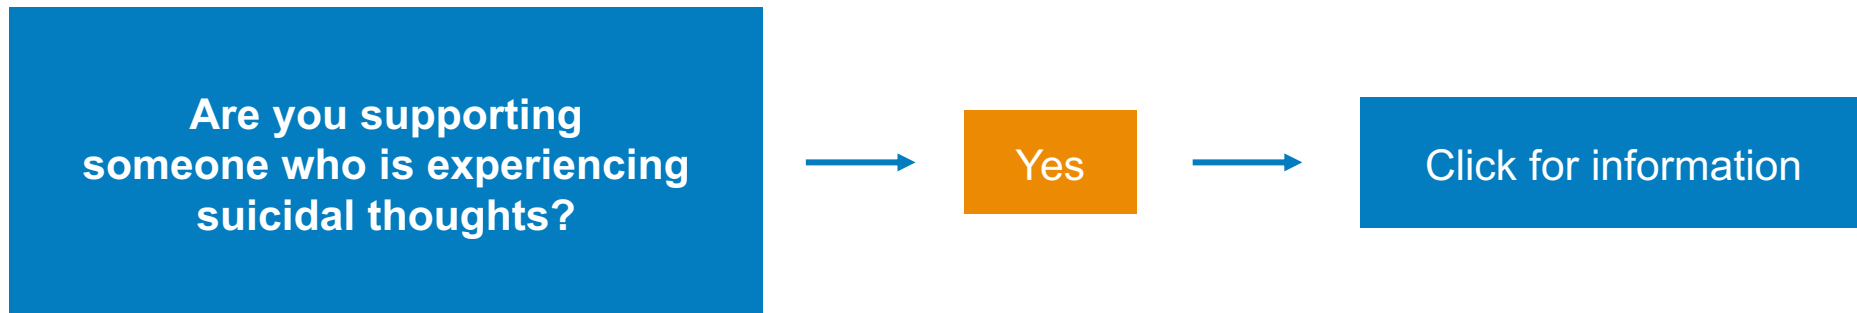 Are you supporting
someone who is experiencing
suicidal thoughts?
Yes
Click for information